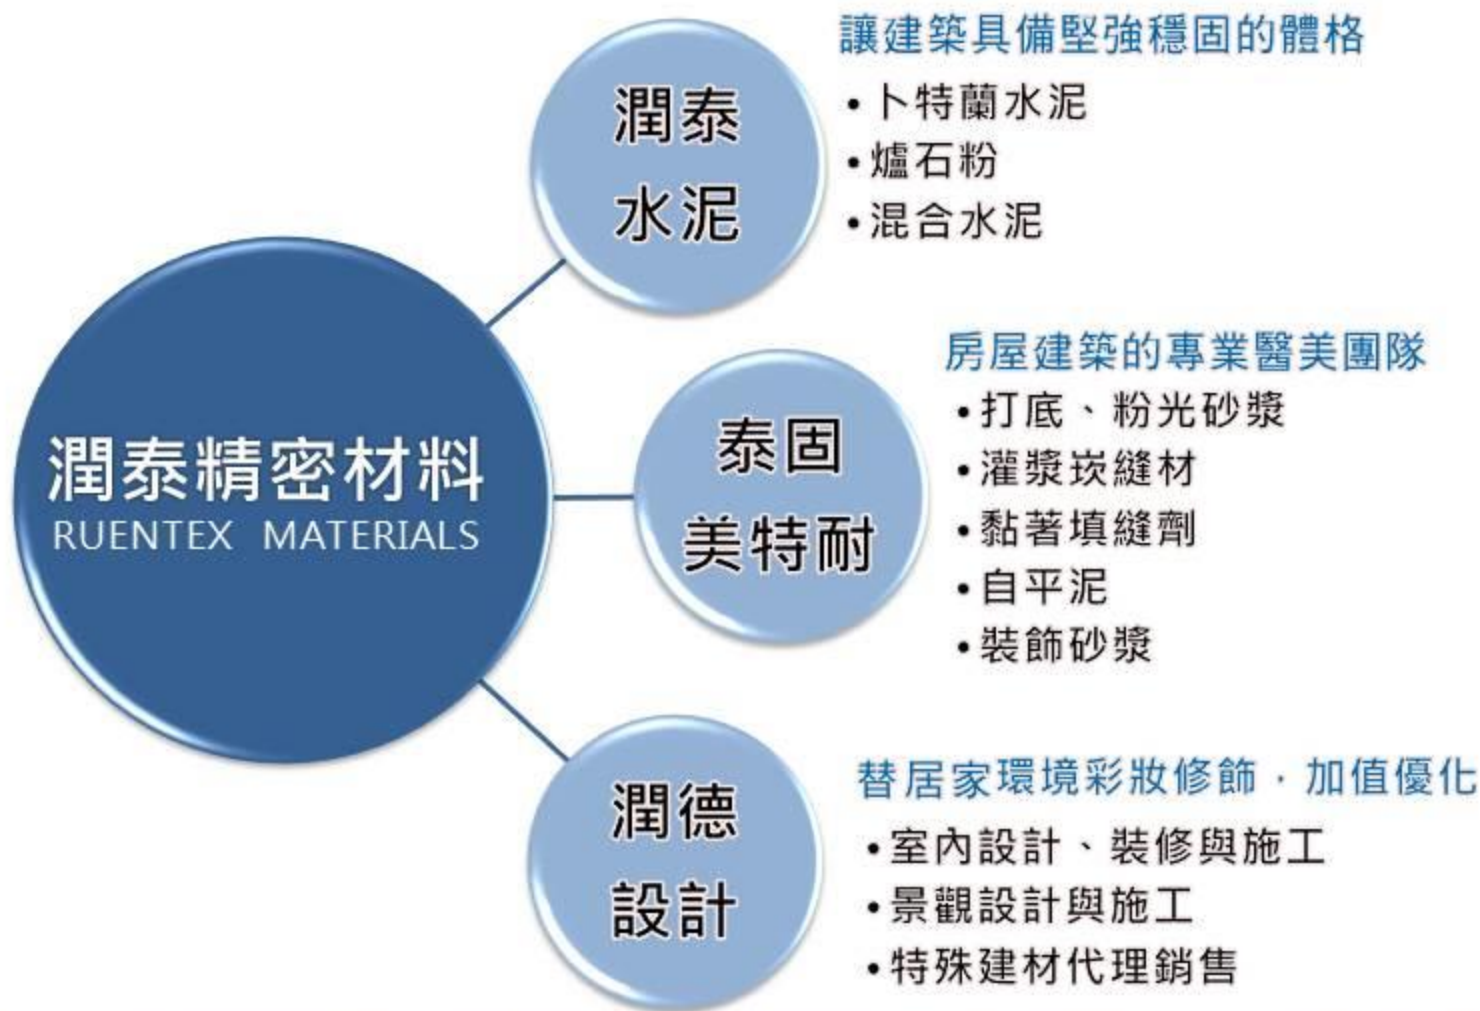 潤泰精密材料
RUENTEX MATERIALS
潤泰
水泥
讓建築具備堅強穩固的體格
•卜特蘭水泥
•爐石粉
•混合水泥
泰固
美特耐
房屋建築的專業醫美團隊
•打底、粉光砂漿
•灌漿崁縫材
•黏著填縫劑
•自平泥
•裝飾砂漿
潤德
設計
替居家環境彩妝修飾，加值優化
•室內設計、裝修與施工
•景觀設計與施工
•特殊建材代理銷售